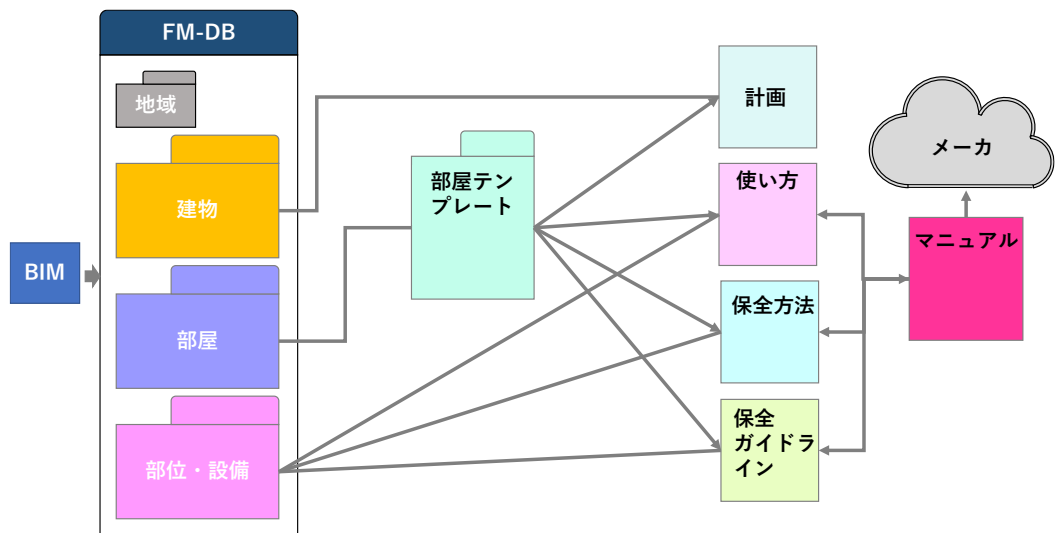 FM-DB
地域
建物
BIM
部屋
部位・設備
部屋テン
プレート
計画
使い方
保全方法
保全
ガイドラ
イン
メーカ
マニュアル